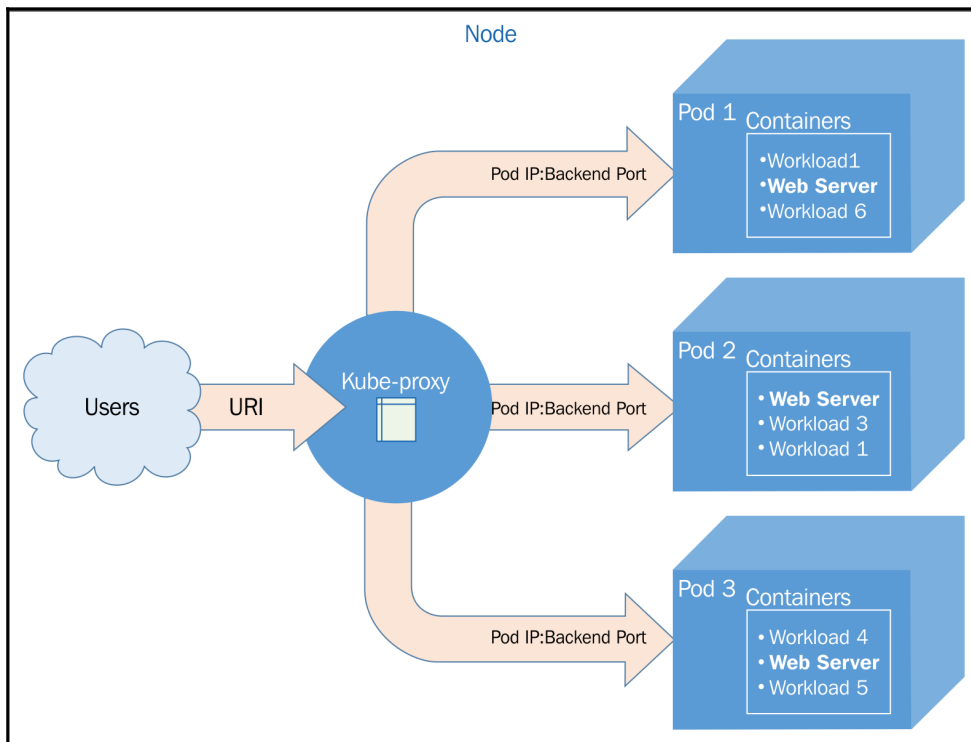 Node
Pod 1
Containers
•Workload1
•Web Server
•Workload 6
Pod IP:Backend Port
Pod 2
Containers
• Web Server
• Workload 3
• Workload 1
Users
URI
Kube-proxy
Pod IP:Backend Port
Pod 3
Containers
• Workload 4
• Web Server
• Workload 5
Pod IP:Backend Port